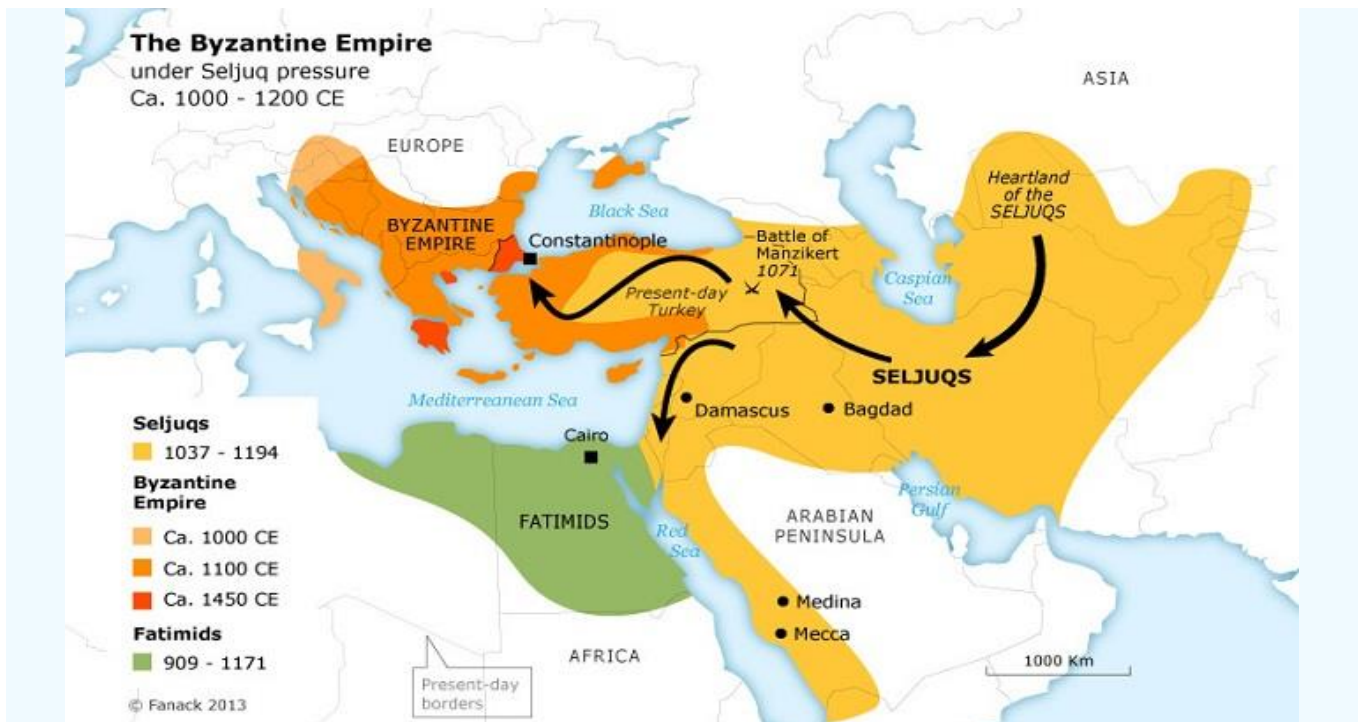 The Byzantine Empire
under Seljuq pressure
Ca. 1000 - 1200 CE
ASIA
EUROPE
Heartland
of the
SELJUQS
Black Sea
BYZANTINE
EMPIRE
Constantinople
Battle of
Manzikert
1071
Caspian
Sea
Present-day
Turkey
SELJUQS
Mediterranean Sea
Damascus
Bagdad
Seljuqs
1037 - 1194
Byzantine
Empire
Ca. 1000 CE
Ca. 1100 CE
Ca. 1450 CE
Fatimids
909 - 1171
Cairo
FATIMIDS
Red
Sea
Persian
Gulf
ARABIAN
PENINSULA
Medina
Mecca
AFRICA
1000 Km
Present-day
borders
© Fanack 2013